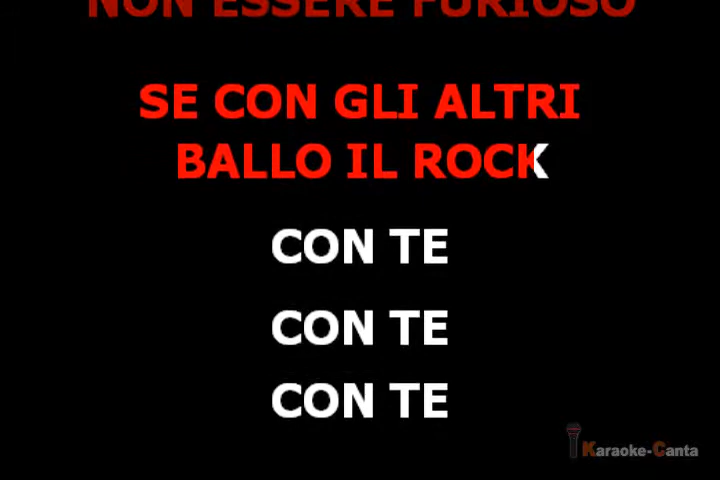 NON ESSERE FURIOSO
SE CON GLI ALTRI
BALLO IL ROCK
CON TE
CON TE
CON TE
Karaoke-Canta